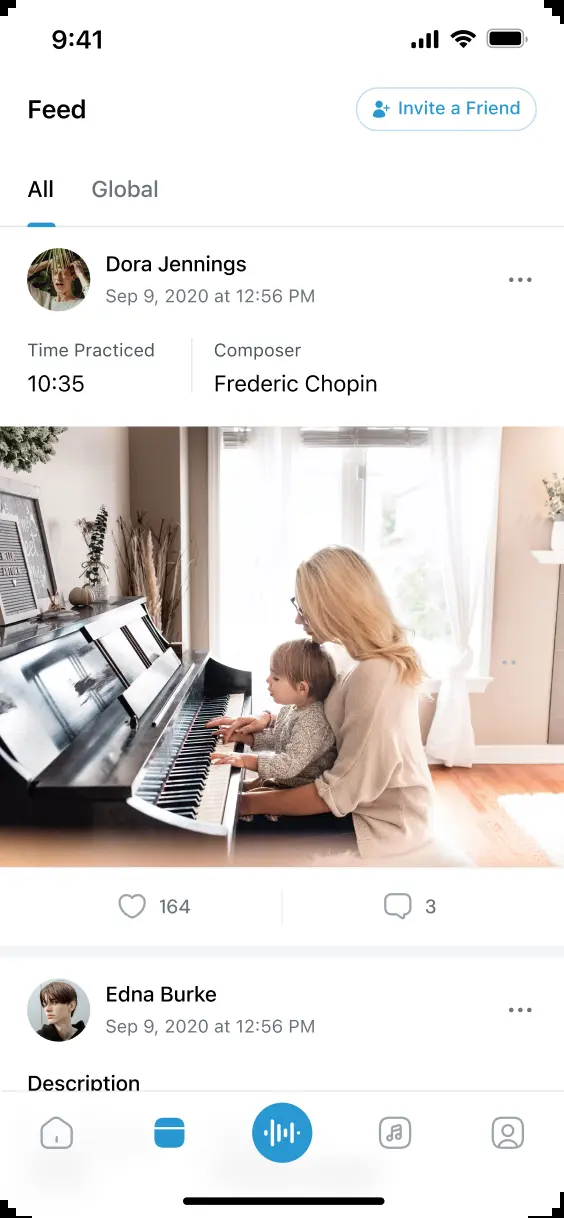 9:41
Feed
Invite a Friend
All
Global
Dora Jennings
Sep 9, 2020 at 12:56 PM
Time Practiced
Composer
10:35
Frederic Chopin
164
3
Edna Burke
Sep 9, 2020 at 12:56 PM
Description